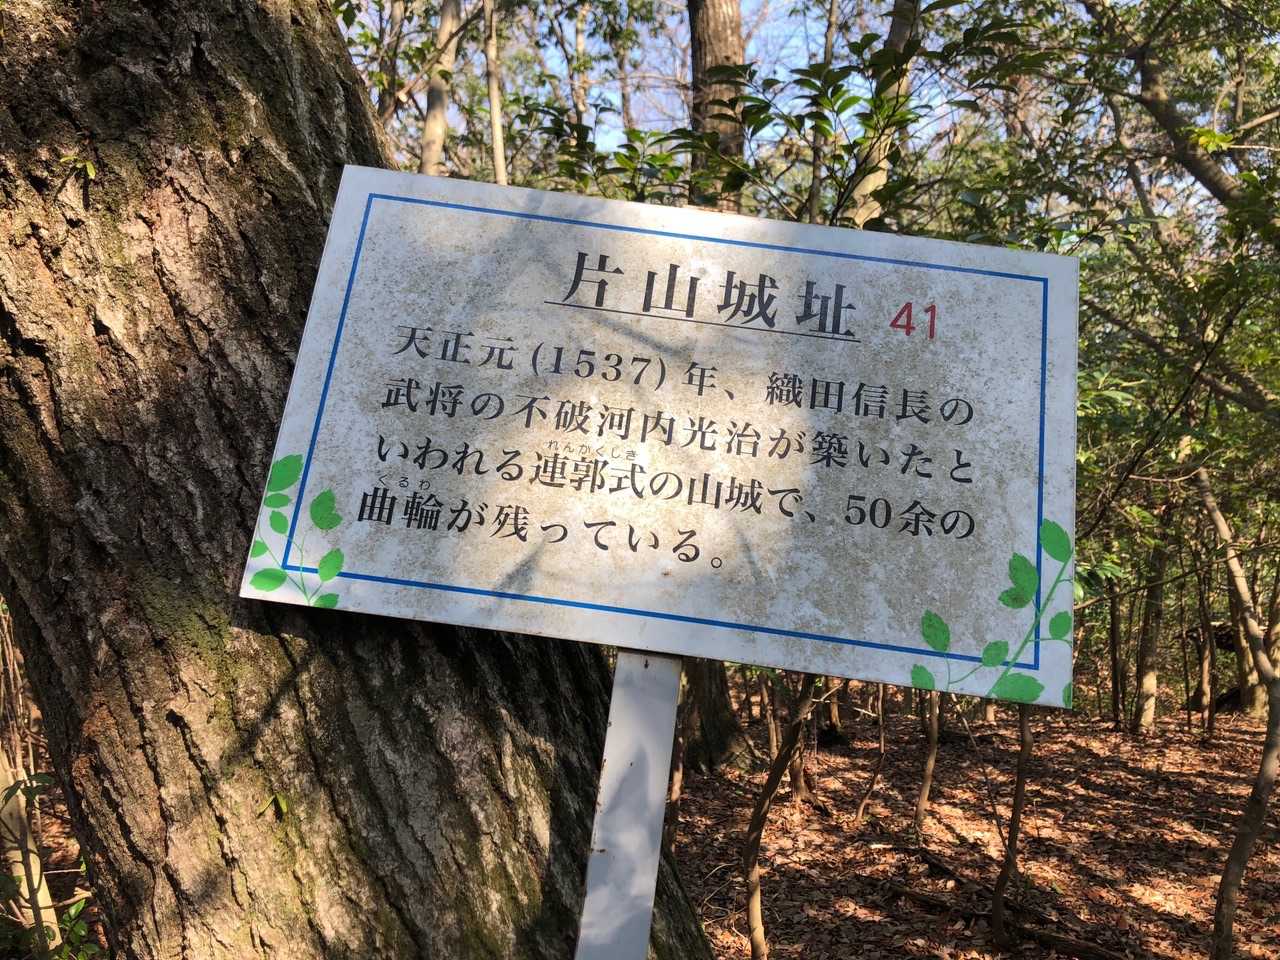 片山城址 41
天正元(1537)年、織田信長の
武将の不破河内光治が築いたと
いわれる連郭式の山城で、50余の
れんかくしき
曲輪が残っている。
くるわ